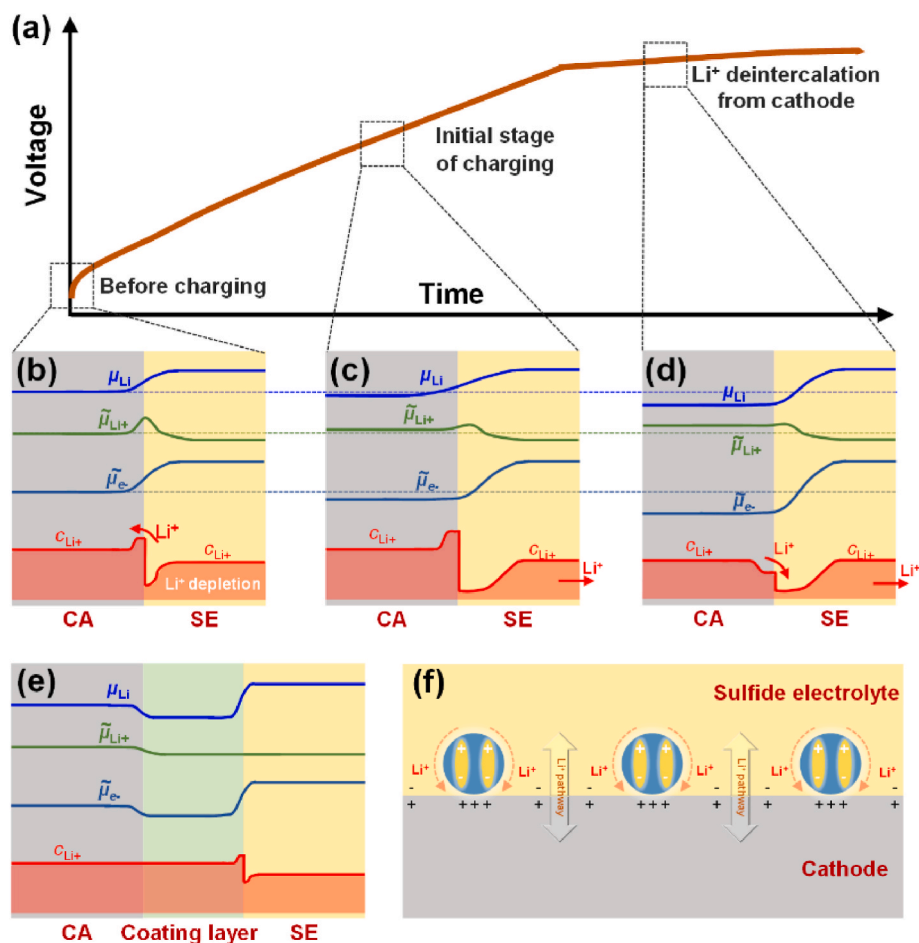 (a)
Voltage
Li⁺ deintercalation
from cathode
Initial stage
of charging
Before charging
Time
(b)
μLi
μ̃Li+
μ̃e-
Li⁺
cLi+
cLi+
Li⁺ depletion
CA
SE
(c)
μLi
μ̃Li+
μ̃e-
cLi+
cLi+
Li⁺
CA
SE
(d)
μLi
μ̃Li+
μ̃e-
cLi+
Li⁺
cLi+
Li⁺
CA
SE
(e)
μLi
μ̃Li+
μ̃e-
cLi+
CA
Coating layer
SE
(f)
Sulfide electrolyte
+ + + + + +
Li⁺ Li⁺ Li⁺ Li⁺ Li⁺ Li⁺
Li⁺ pathway
Li⁺ pathway
- - - - - -
- - - - - -
+ +++ + + +++ + + +++ +
Cathode